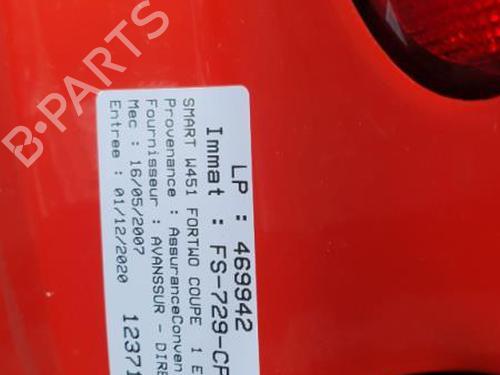 LP : 469942
Immat : FS-729-CF
SMART W451 FORTWO COUPE 1 E
Provenance : AssuranceConven
Fournisseur : AVANSSUR - DIRE
Mec : 16/05/2007
Entree : 01/12/2020
12371
B-PARTS